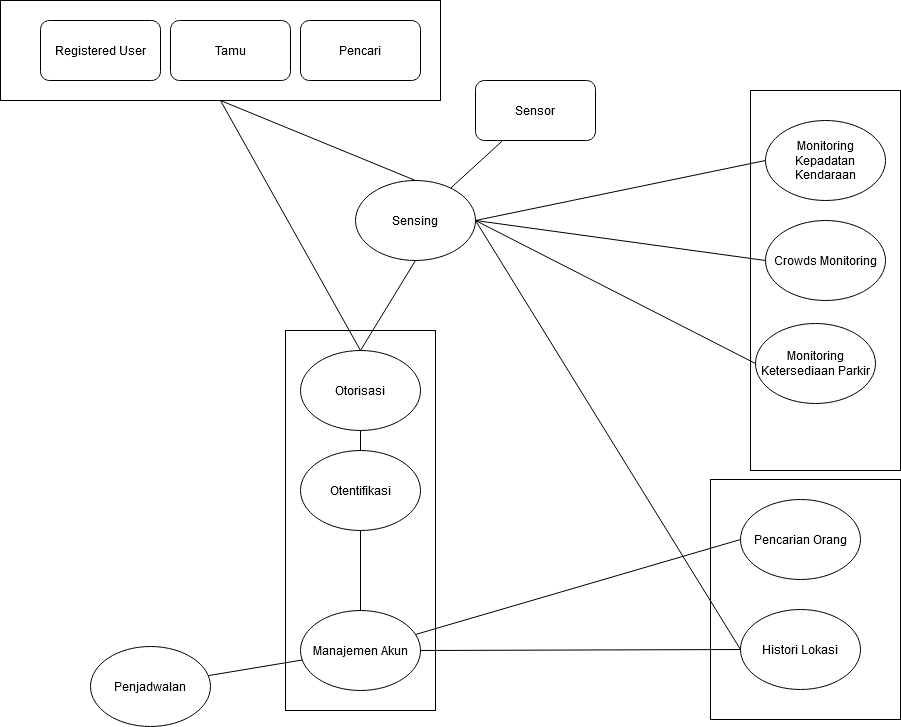 Registered User
Tamu
Pencari
Sensor
Sensing
Monitoring
Kepadatan
Kendaraan
Crowds Monitoring
Monitoring
Ketersediaan Parkir
Otorisasi
Otentifikasi
Pencarian Orang
Manajemen Akun
Histori Lokasi
Penjadwalan